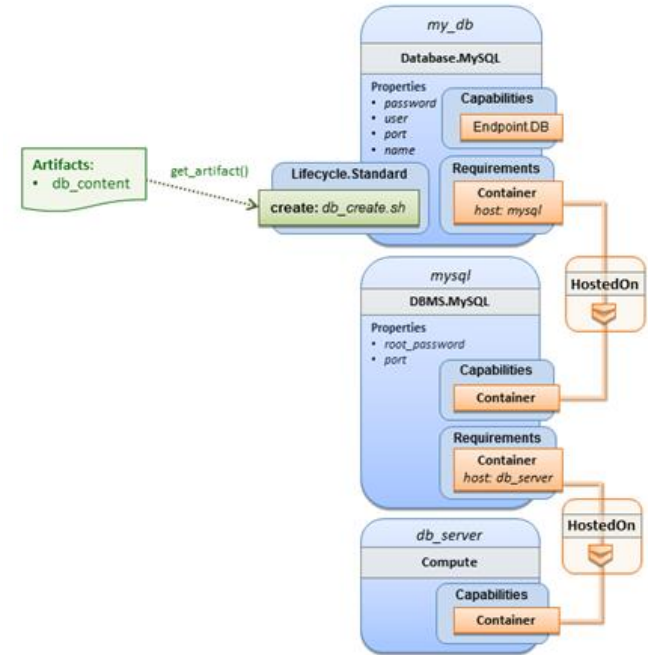 my_db
Database.MySQL
Properties
• password
• user
• port
• name
Capabilities
Endpoint.DB
Requirements
Container
host: mysql
Lifecycle.Standard
create: db_create.sh
Artifacts:
• db_content
get_artifact()
HostedOn
mysql
DBMS.MySQL
Properties
• root_password
• port
Capabilities
Container
Requirements
Container
host: db_server
HostedOn
db_server
Compute
Capabilities
Container